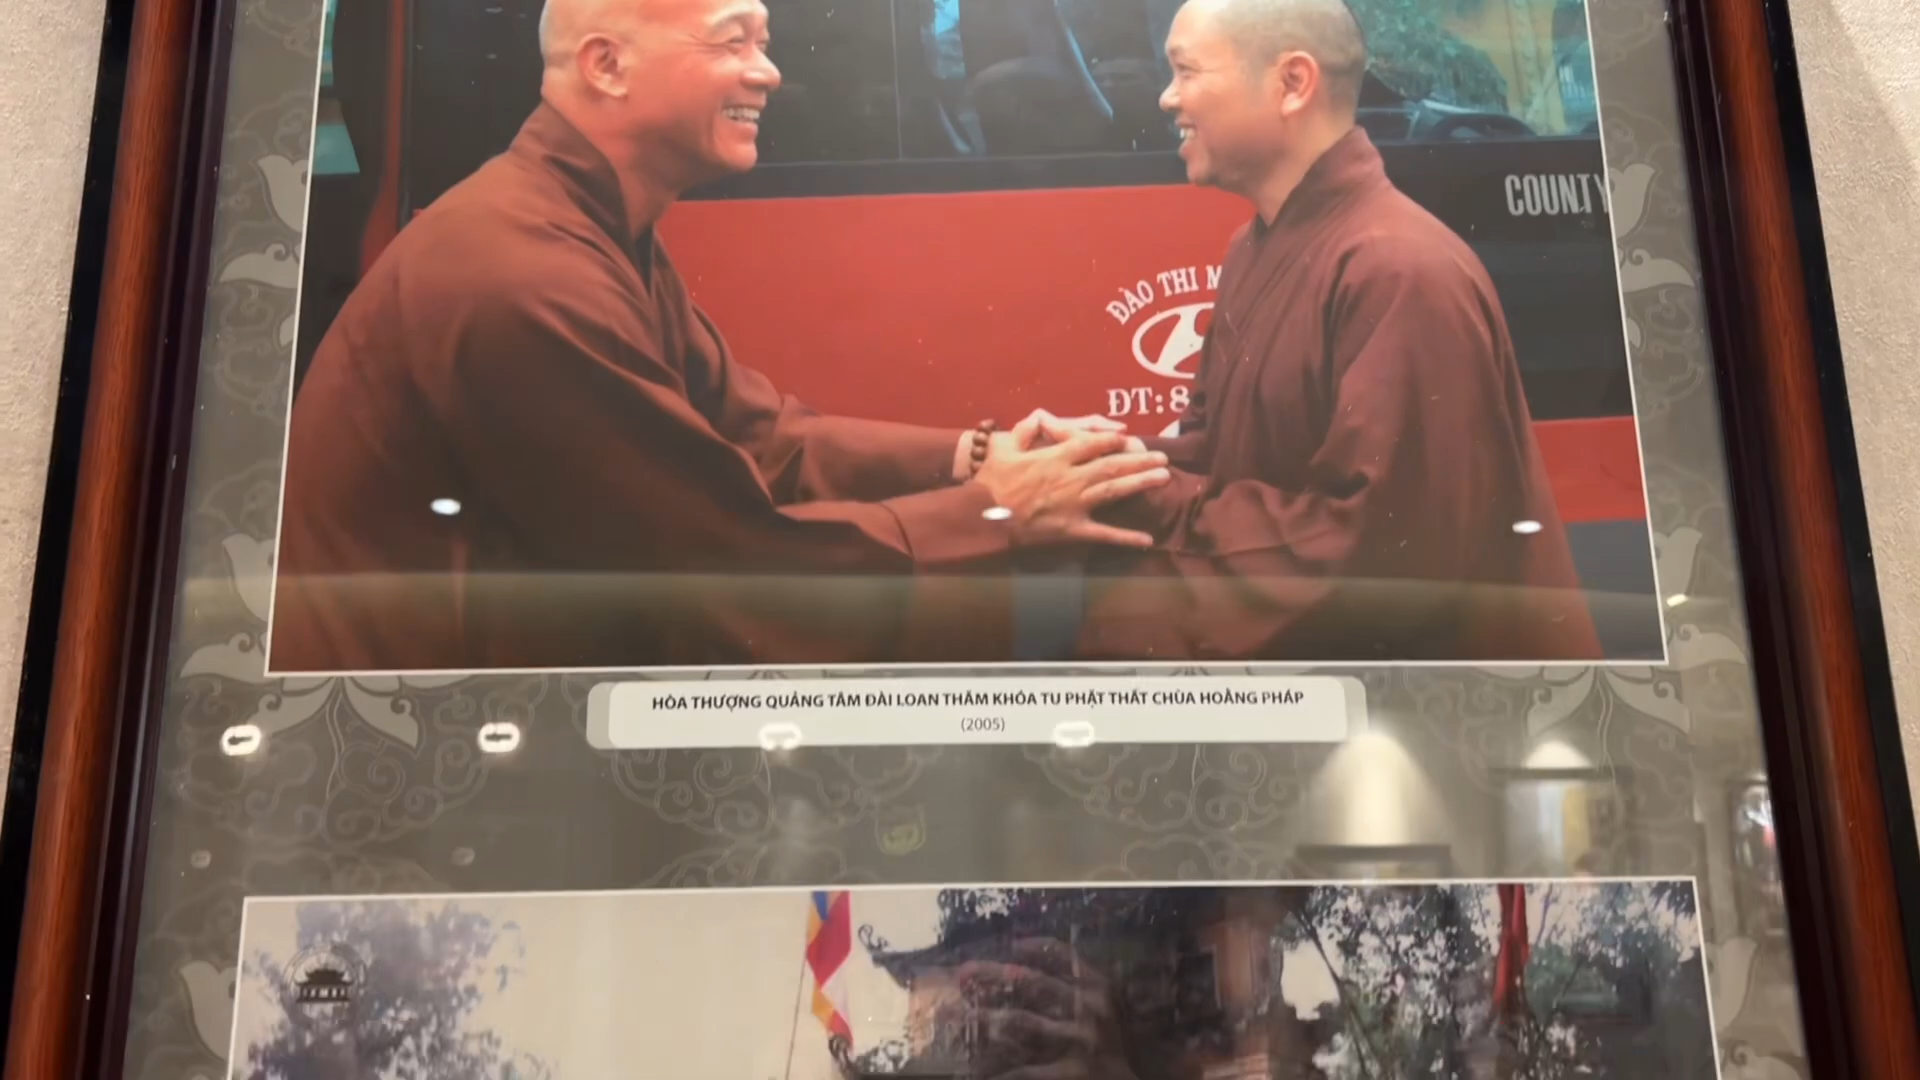 COUNTY
ĐÀO THI M
ĐT:8
HÒA THƯỢNG QUẢNG TÂM ĐÀI LOAN THĂM KHÓA TU PHẬT THẤT CHÙA HOẰNG PHÁP
(2005)